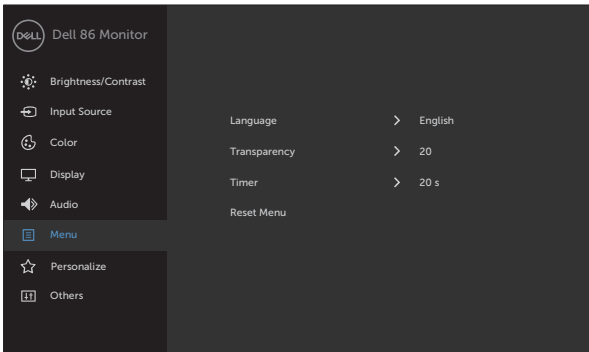 DELL
Dell 86 Monitor
Brightness/Contrast
Input Source
Color
Display
Audio
Menu
Personalize
Others
Language > English
Transparency > 20
Timer > 20 s
Reset Menu